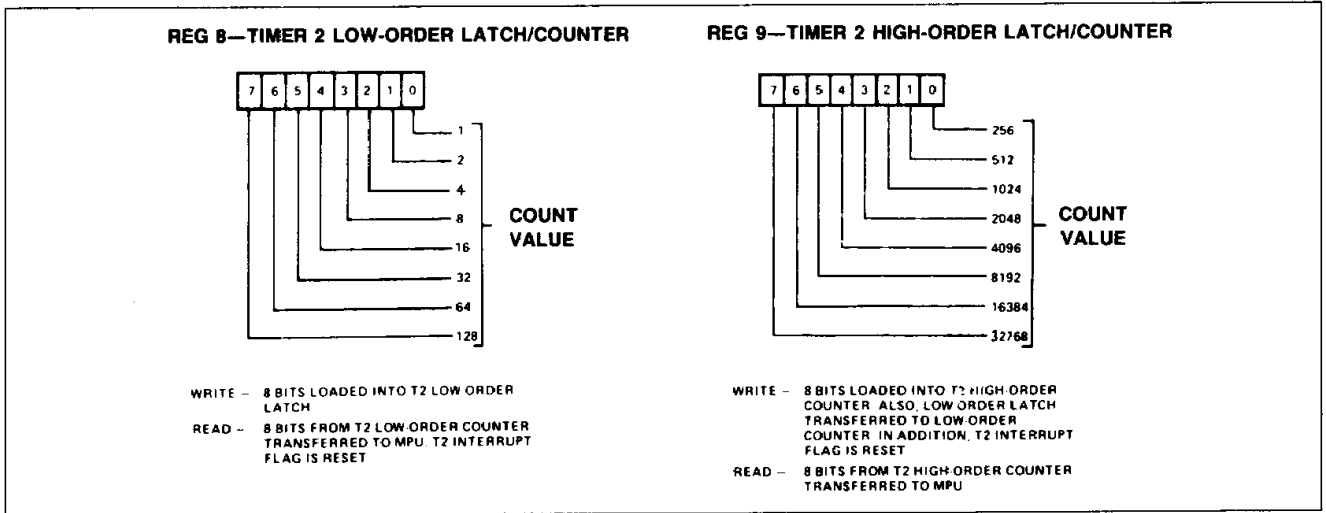 REG 8—TIMER 2 LOW-ORDER LATCH/COUNTER
7 6 5 4 3 2 1 0
1
2
4
8
16
32
64
128
COUNT
VALUE
WRITE – 8 BITS LOADED INTO T2 LOW ORDER
LATCH
READ – 8 BITS FROM T2 LOW-ORDER COUNTER
TRANSFERRED TO MPU. T2 INTERRUPT
FLAG IS RESET
REG 9—TIMER 2 HIGH-ORDER LATCH/COUNTER
7 6 5 4 3 2 1 0
256
512
1024
2048
4096
8192
16384
32768
COUNT
VALUE
WRITE – 8 BITS LOADED INTO T2 HIGH-ORDER
COUNTER. ALSO, LOW ORDER LATCH
TRANSFERRED TO LOW-ORDER
COUNTER IN ADDITION, T2 INTERRUPT
FLAG IS RESET
READ – 8 BITS FROM T2 HIGH-ORDER COUNTER
TRANSFERRED TO MPU